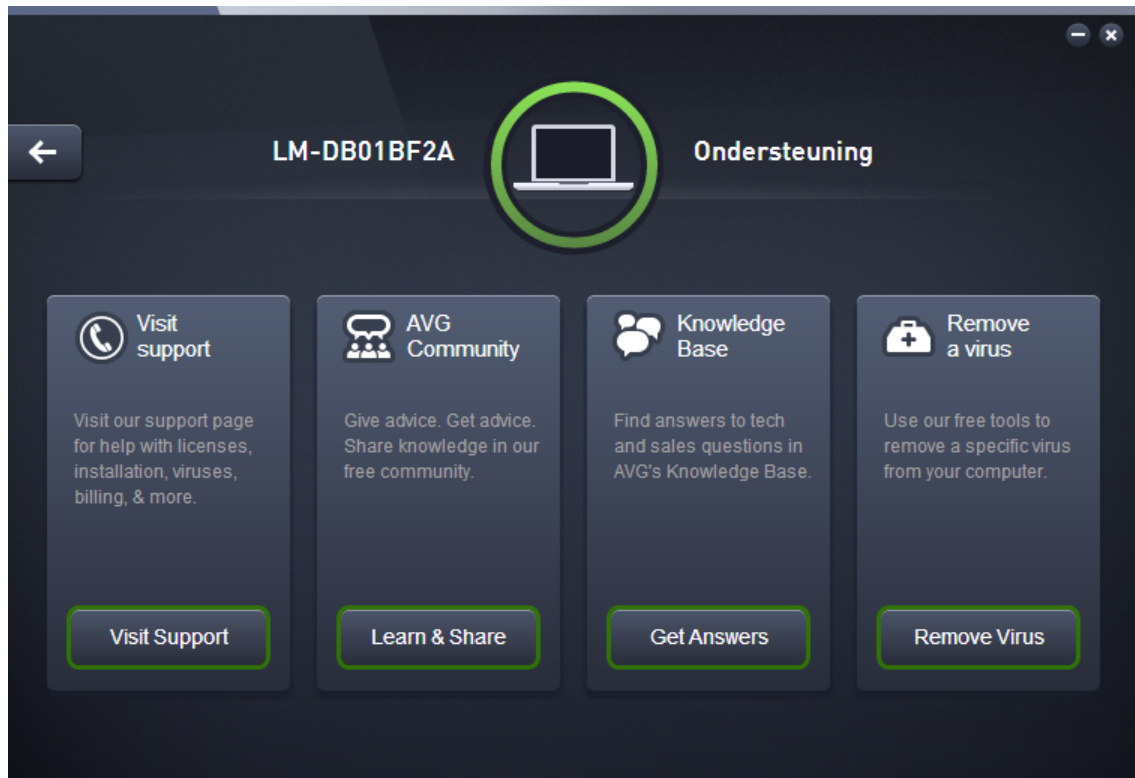 LM-DB01BF2A
Ondersteuning
Visit
support
Visit our support page
for help with licenses,
installation, viruses,
billing, & more.
Visit Support
AVG
Community
Give advice. Get advice.
Share knowledge in our
free community.
Learn & Share
Knowledge
Base
Find answers to tech
and sales questions in
AVG's Knowledge Base.
Get Answers
Remove
a virus
Use our free tools to
remove a specific virus
from your computer.
Remove Virus